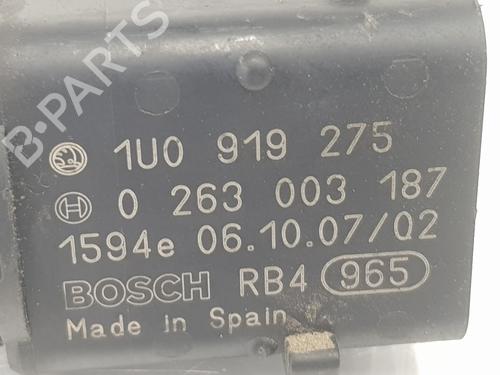 B-PARTS
1U0 919 275
0 263 003 187
1594e 06.10.07/02
BOSCH RB4 965
Made in Spain